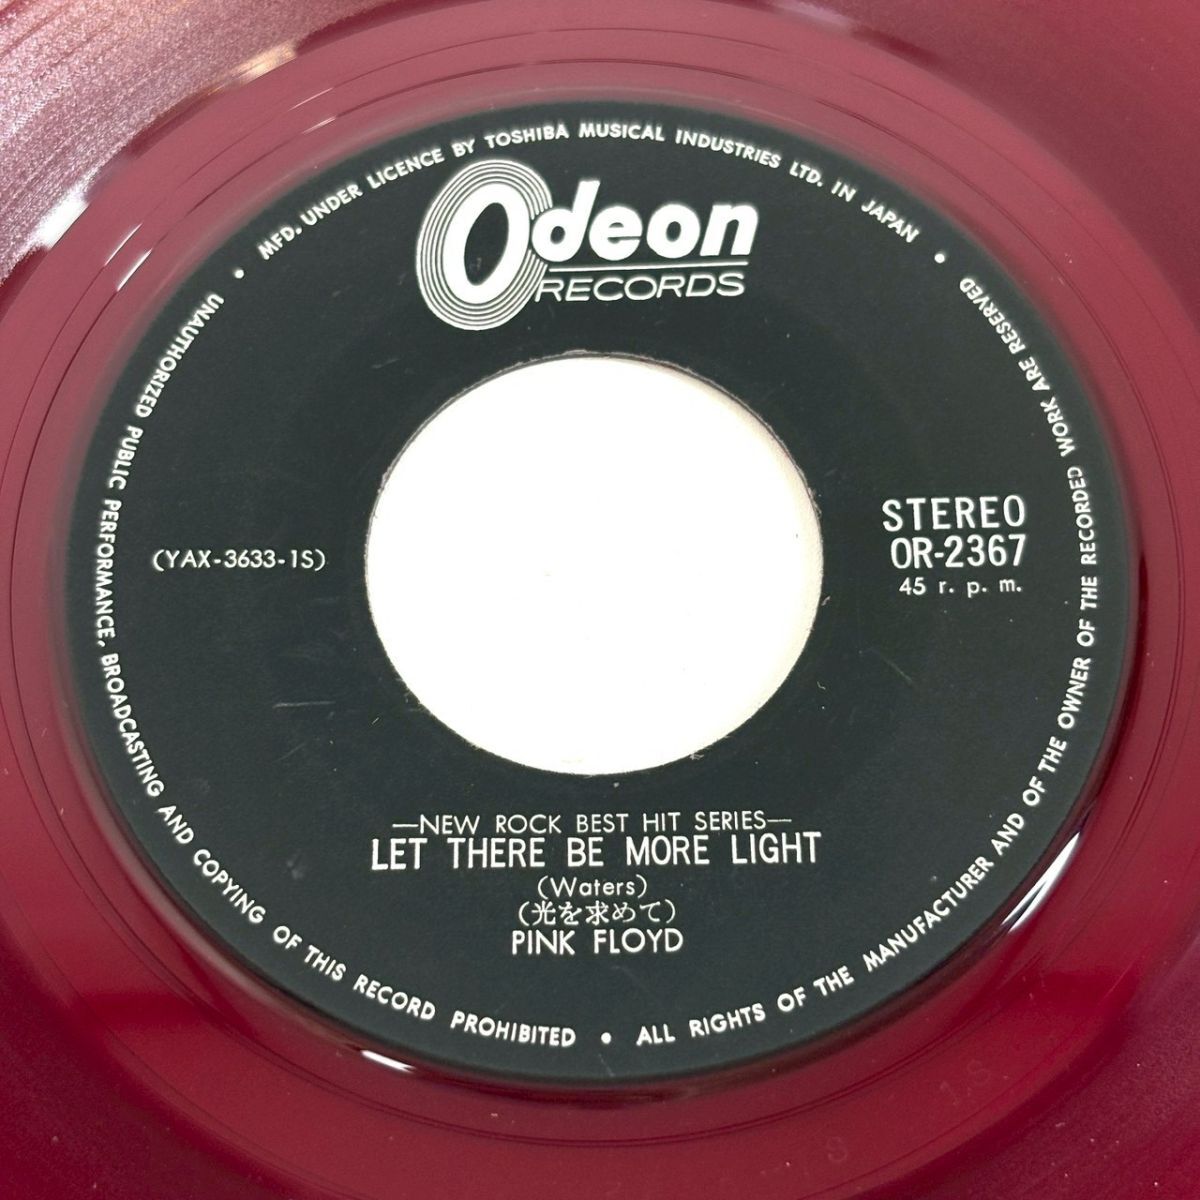 MFD. UNDER LICENCE BY TOSHIBA MUSICAL INDUSTRIES LTD. IN JAPAN
Odeon
RECORDS
(YAX-3633-1S)
STEREO
OR-2367
45 r. p. m.
—NEW ROCK BEST HIT SERIES—
LET THERE BE MORE LIGHT
(Waters)
(光を求めて)
PINK FLOYD
• UNAUTHORIZED PUBLIC PERFORMANCE, BROADCASTING AND COPYING OF THIS RECORD PROHIBITED •
ALL RIGHTS OF THE MANUFACTURER AND OF THE OWNER OF THE RECORDED WORK ARE RESERVED •